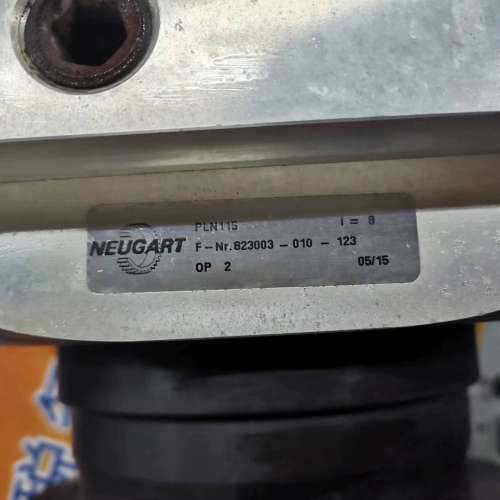 PLN115 i = 8
NEUGART F-Nr. 823003 - 010 - 123
OP 2 05/15